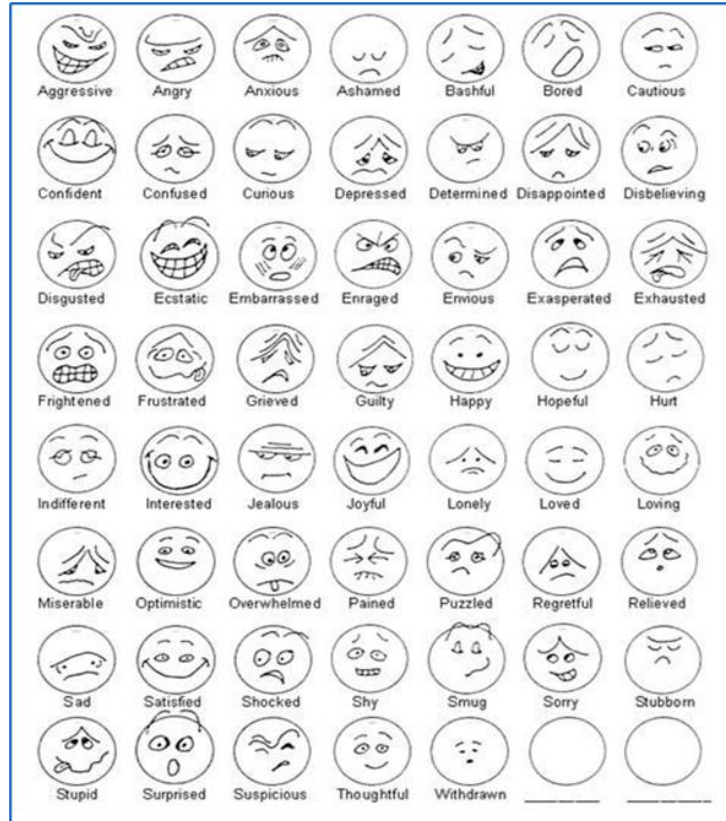 Aggressive Angry Anxious Ashamed Bashful Bored Cautious
Confident Confused Curious Depressed Determined Disappointed Disbelieving
Disgusted Ecstatic Embarrassed Enraged Envious Exasperated Exhausted
Frightened Frustrated Grieved Guilty Happy Hopeful Hurt
Indifferent Interested Jealous Joyful Lonely Loved Loving
Miserable Optimistic Overwhelmed Pained Puzzled Regretful Relieved
Sad Satisfied Shocked Shy Smug Sorry Stubborn
Stupid Surprised Suspicious Thoughtful Withdrawn ________ ________